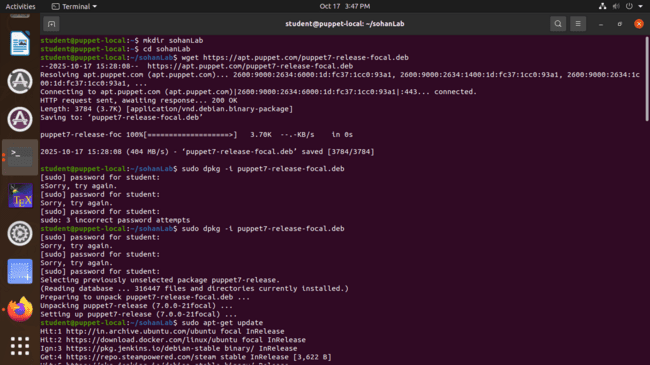 Activities
Terminal
Oct 17 3:47 PM
student@puppet-local: ~/sohanLab
student@puppet-local:~$ mkdir sohanLab
student@puppet-local:~$ cd sohanLab
student@puppet-local:~/sohanLab$ wget https://apt.puppet.com/puppet7-release-focal.deb
--2025-10-17 15:28:08-- https://apt.puppet.com/puppet7-release-focal.deb
Resolving apt.puppet.com (apt.puppet.com)... 2600:9000:2634:6000:1d:fc37:1cc0:93a1, 2600:9000:2634:1400:1d:fc37:1cc0:93a1, 2600:9000:2634:1c
00:1d:fc37:1cc0:93a1, ...
Connecting to apt.puppet.com (apt.puppet.com)|2600:9000:2634:6000:1d:fc37:1cc0:93a1|:443... connected.
HTTP request sent, awaiting response... 200 OK
Length: 3784 (3.7K) [application/vnd.debian.binary-package]
Saving to: ‘puppet7-release-focal.deb’
puppet7-release-foc 100%[===================>] 3.70K --.-KB/s in 0s
2025-10-17 15:28:08 (404 MB/s) - ‘puppet7-release-focal.deb’ saved [3784/3784]
student@puppet-local:~/sohanLab$ sudo dpkg -i puppet7-release-focal.deb
[sudo] password for student:
sSorry, try again.
[sudo] password for student:
Sorry, try again.
[sudo] password for student:
sudo: 3 incorrect password attempts
student@puppet-local:~/sohanLab$ sudo dpkg -i puppet7-release-focal.deb
[sudo] password for student:
Sorry, try again.
[sudo] password for student:
Sorry, try again.
[sudo] password for student:
Selecting previously unselected package puppet7-release.
(Reading database ... 316447 files and directories currently installed.)
Preparing to unpack puppet7-release-focal.deb ...
Unpacking puppet7-release (7.0.0-21focal) ...
Setting up puppet7-release (7.0.0-21focal) ...
student@puppet-local:~/sohanLab$ sudo apt-get update
Hit:1 http://in.archive.ubuntu.com/ubuntu focal InRelease
Hit:2 https://download.docker.com/linux/ubuntu focal InRelease
Ign:3 https://pkg.jenkins.io/debian-stable binary/ InRelease
Get:4 https://repo.steampowered.com/steam stable InRelease [3,622 B]